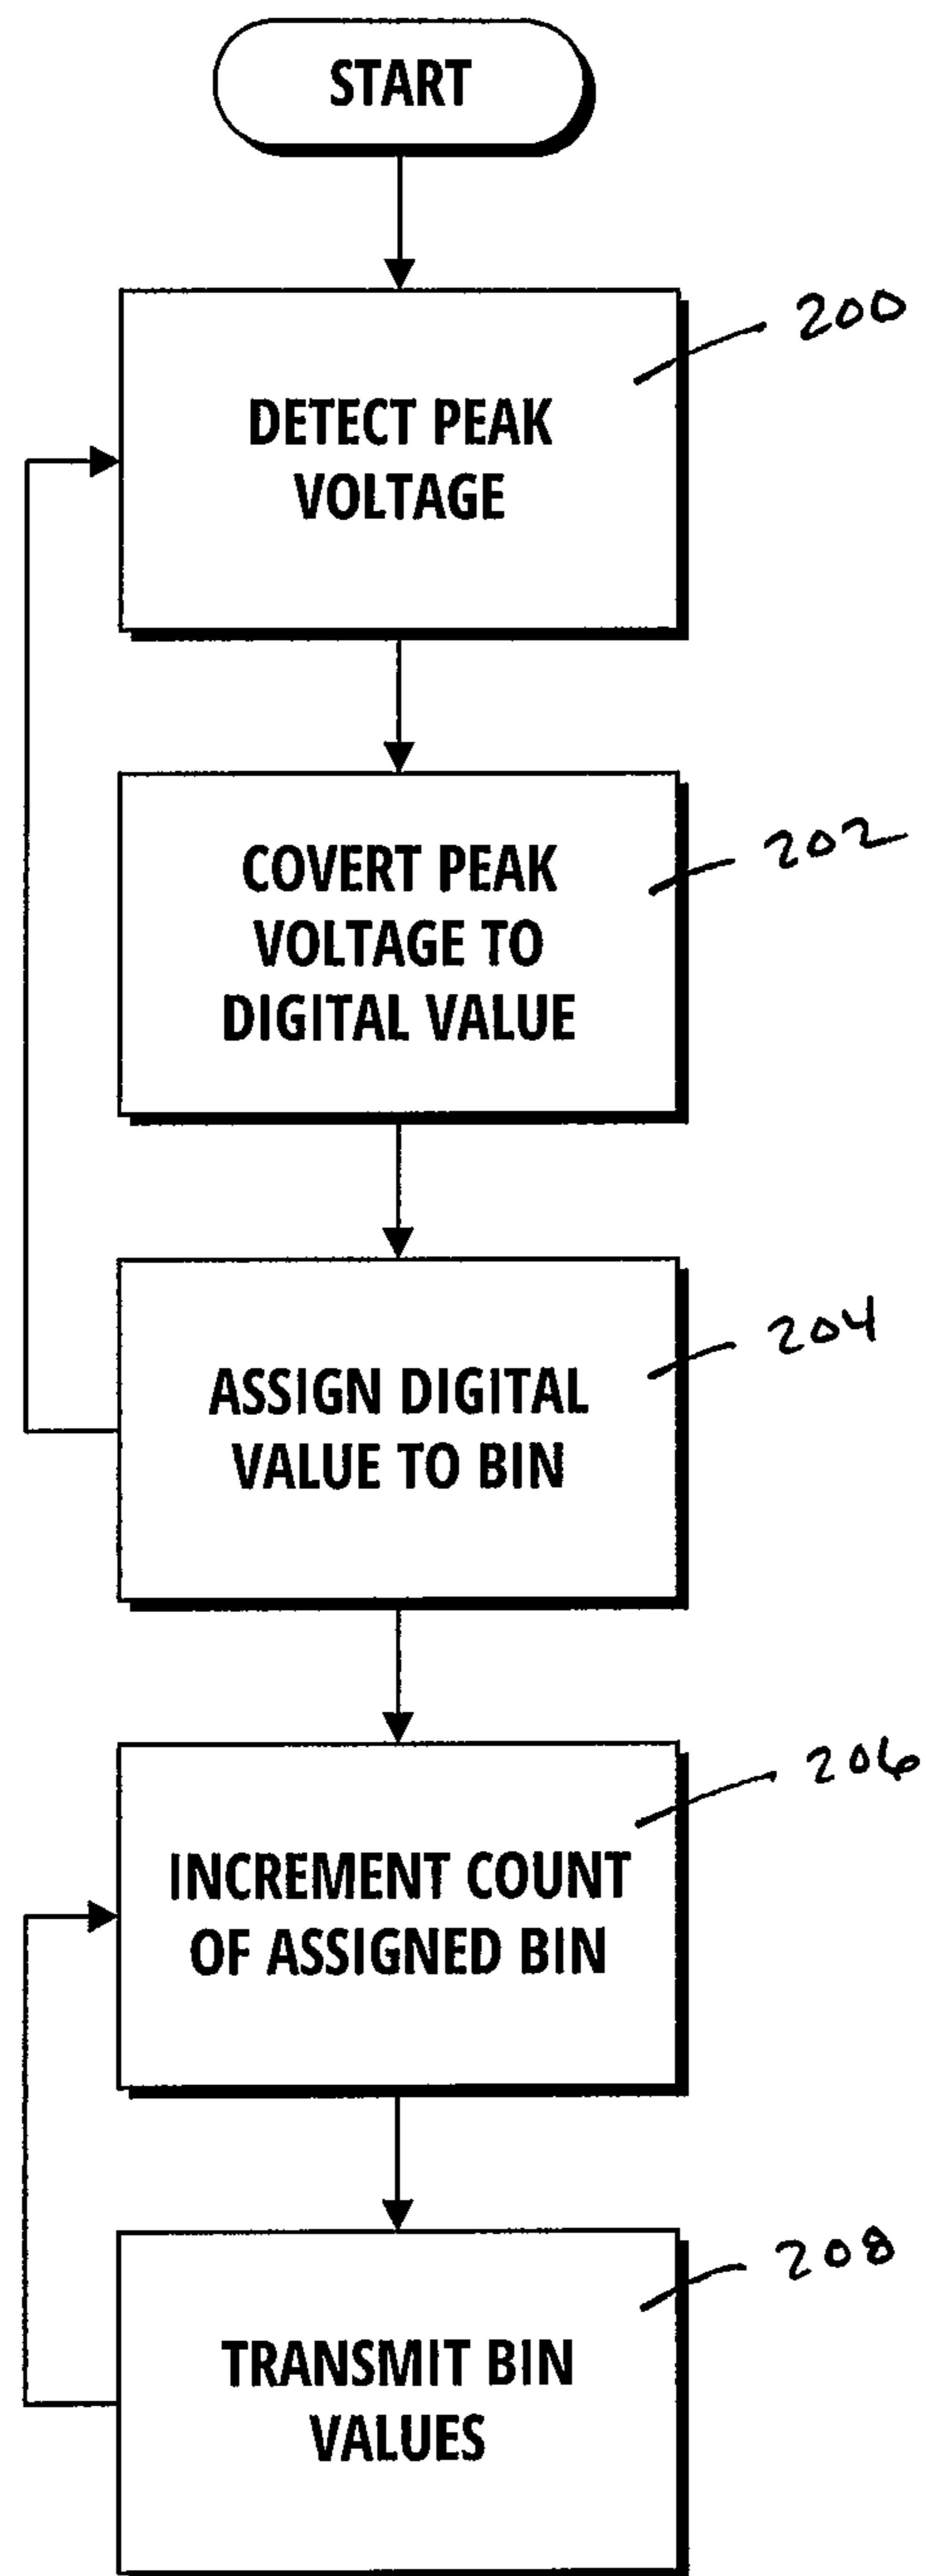 START
200
DETECT PEAK
VOLTAGE
202
COVERT PEAK
VOLTAGE TO
DIGITAL VALUE
204
ASSIGN DIGITAL
VALUE TO BIN
206
INCREMENT COUNT
OF ASSIGNED BIN
208
TRANSMIT BIN
VALUES